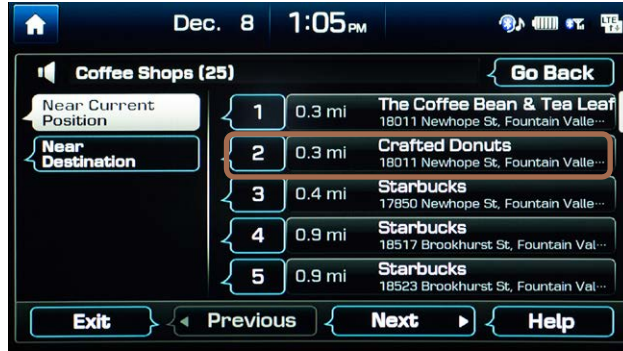 Dec. 8 1:05 PM LTE
Coffee Shops (25) Go Back
Near Current
Position
Near
Destination
1 0.3 mi The Coffee Bean & Tea Leaf
18011 Newhope St, Fountain Valle...
2 0.3 mi Crafted Donuts
18011 Newhope St, Fountain Valle...
3 0.4 mi Starbucks
17850 Newhope St, Fountain Valle...
4 0.9 mi Starbucks
18517 Brookhurst St, Fountain Val...
5 0.9 mi Starbucks
18523 Brookhurst St, Fountain Val...
Exit Previous Next Help